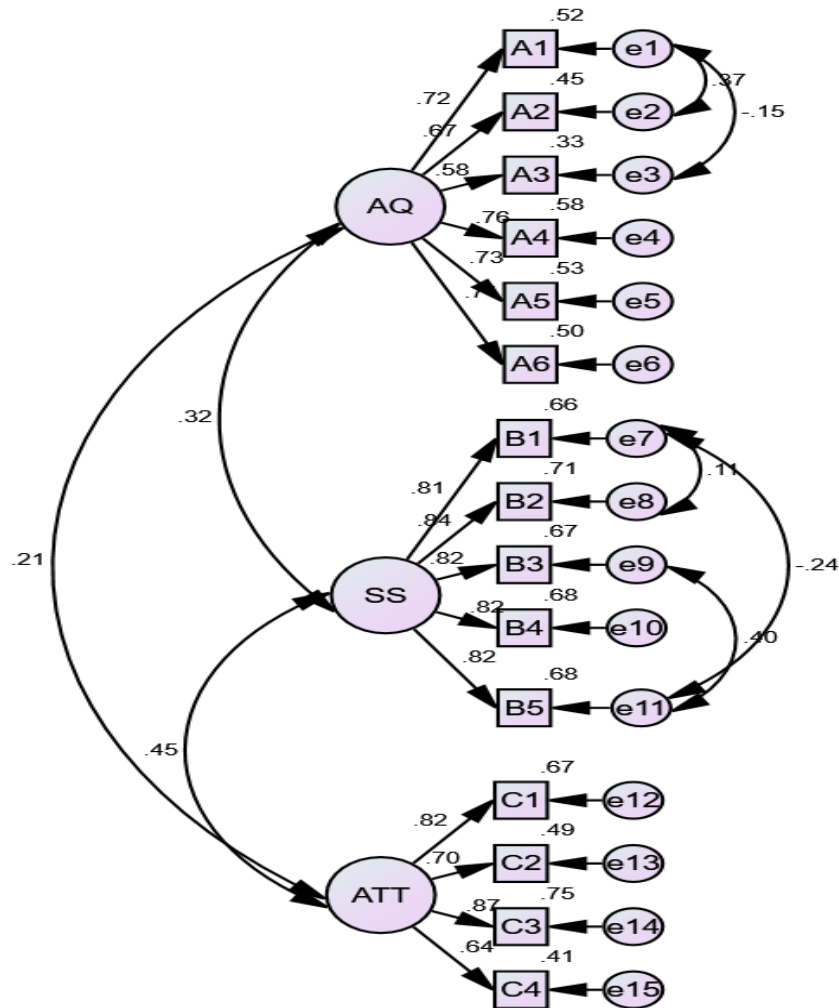 .52
A1
e1
.72
.45
.37
A2
e2
-.15
.67
.33
A3
e3
.58
AQ
.58
.76
A4
e4
.73
.53
A5
e5
.50
A6
e6
.32
.66
B1
e7
.71
.11
.81
B2
e8
.84
.67
.82
B3
e9
-.24
.21
SS
.68
.82
B4
e10
.40
.82
.68
B5
e11
.45
.67
C1
e12
.82
.49
.70
C2
e13
ATT
.75
.87
C3
e14
.64
.41
C4
e15